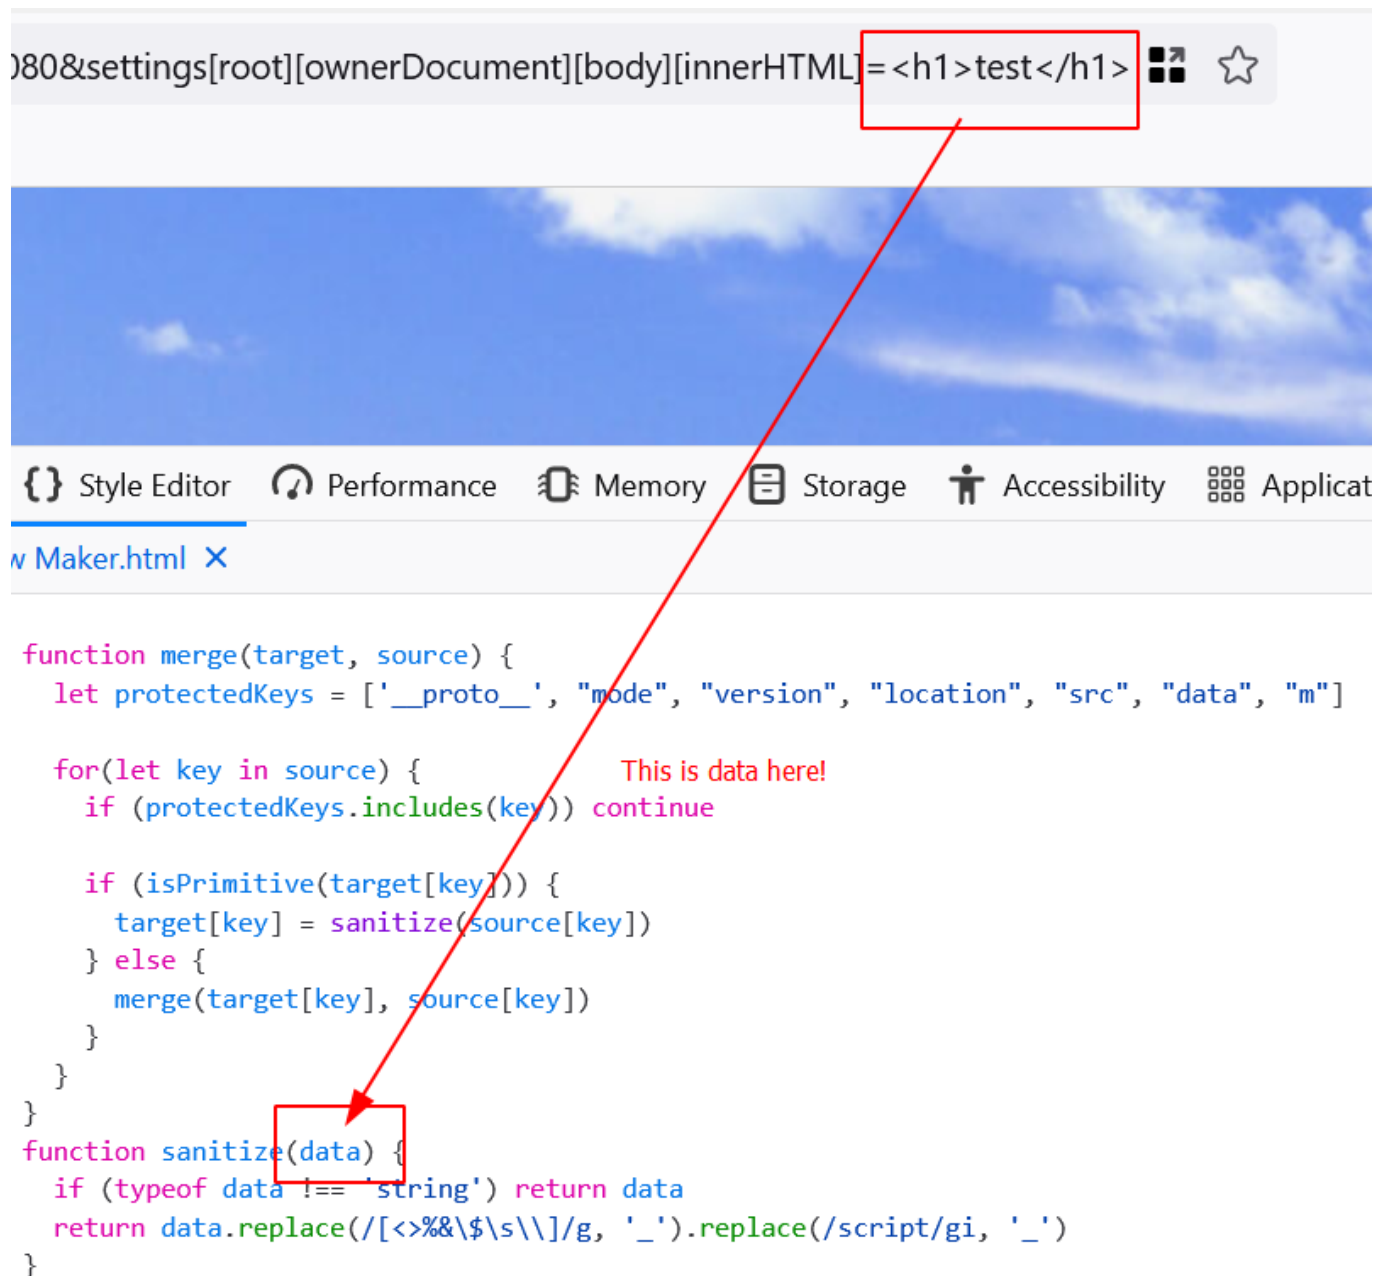 080&settings[root][ownerDocument][body][innerHTML]=<h1>test</h1>
Style Editor Performance Memory Storage Accessibility Applicat
w Maker.html
function merge(target, source) {
let protectedKeys = ['__proto__', "mode", "version", "location", "src", "data", "m"]
for(let key in source) { This is data here!
if (protectedKeys.includes(key)) continue
if (isPrimitive(target[key])) {
target[key] = sanitize(source[key])
} else {
merge(target[key], source[key])
}
}
}
function sanitize(data) {
if (typeof data !== 'string') return data
return data.replace(/[<>%&\$\s\\]/g, '_').replace(/script/gi, '_')
}